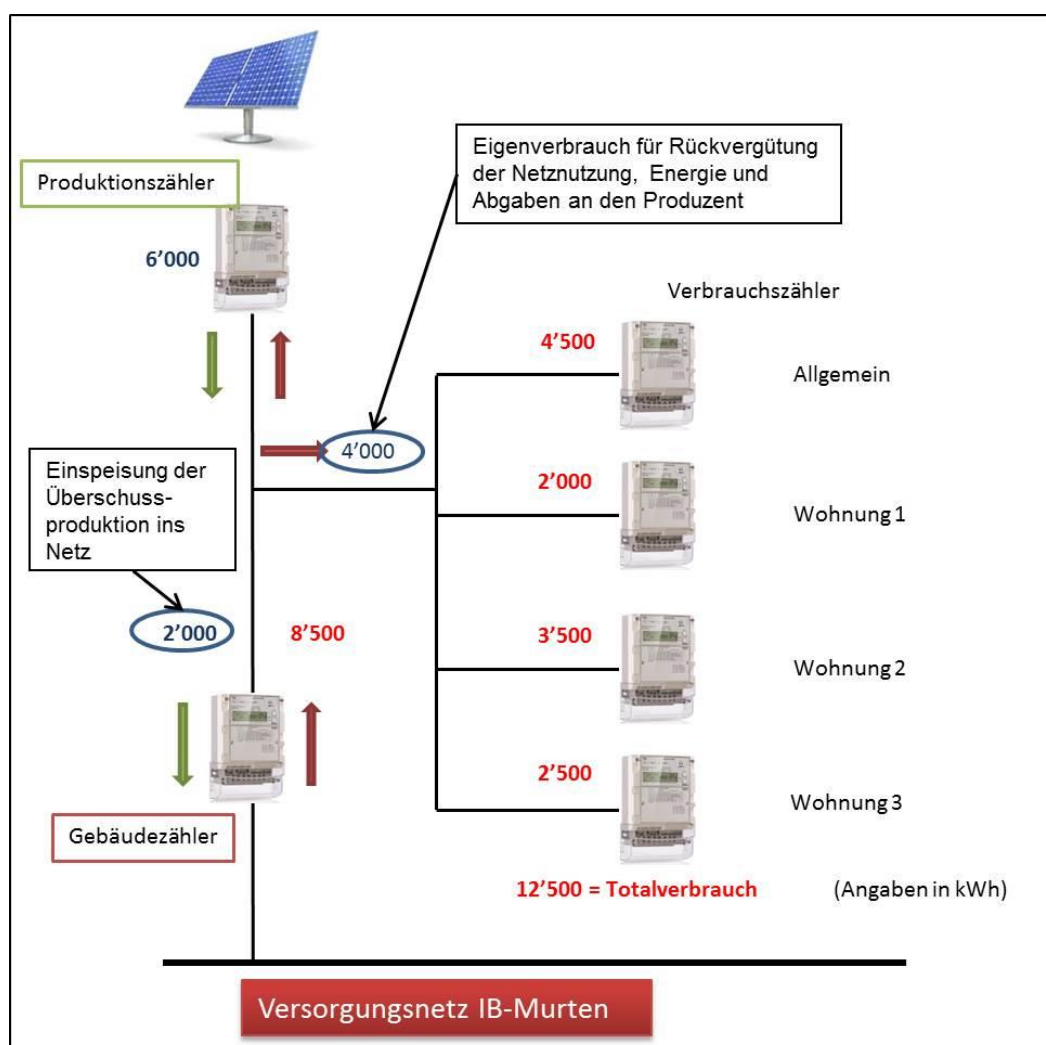 Eigenverbrauch für Rückvergütung
der Netznutzung, Energie und
Abgaben an den Produzent
Produktionszähler
6’000
Verbrauchszähler
4’500
Allgemein
4’000
Einspeisung der
Überschuss-
produktion ins
Netz
2’000
Wohnung 1
2’000
8’500
3’500
Wohnung 2
2’500
Wohnung 3
Gebäudezähler
12’500 = Totalverbrauch (Angaben in kWh)
Versorgungsnetz IB-Murten